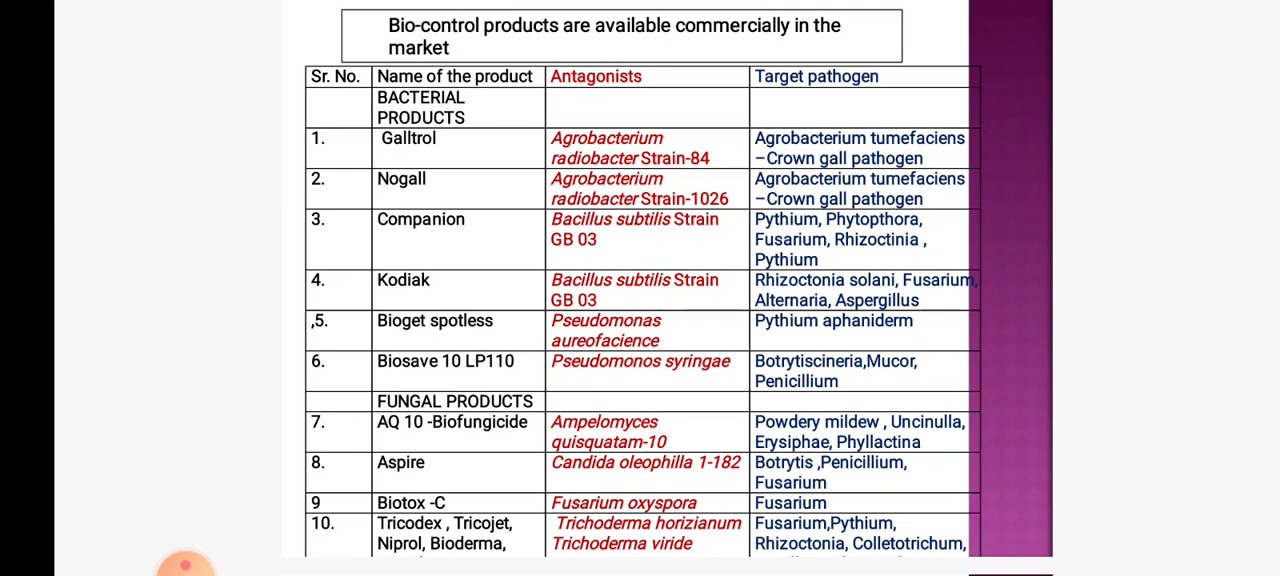 Bio-control products are available commercially in the
market
Sr. No. Name of the product Antagonists Target pathogen
BACTERIAL
PRODUCTS
1. Galltrol Agrobacterium Agrobacterium tumefaciens
radiobacter Strain-84 –Crown gall pathogen
2. Nogall Agrobacterium Agrobacterium tumefaciens
radiobacter Strain-1026 –Crown gall pathogen
3. Companion Bacillus subtilis Strain Pythium, Phytopthora,
GB 03 Fusarium, Rhizoctinia ,
Pythium
4. Kodiak Bacillus subtilis Strain Rhizoctonia solani, Fusarium,
GB 03 Alternaria, Aspergillus
,5. Bioget spotless Pseudomonas Pythium aphaniderm
aureofacience
6. Biosave 10 LP110 Pseudomonos syringae Botrytiscineria,Mucor,
Penicillium
FUNGAL PRODUCTS
7. AQ 10 -Biofungicide Ampelomyces Powdery mildew , Uncinulla,
quisquatam-10 Erysiphae, Phyllactina
8. Aspire Candida oleophilla 1-182 Botrytis ,Penicillium,
Fusarium
9 Biotox -C Fusarium oxyspora Fusarium
10. Tricodex , Tricojet, Trichoderma horizianum Fusarium,Pythium,
Niprol, Bioderma, Trichoderma viride Rhizoctonia, Colletotrichum,